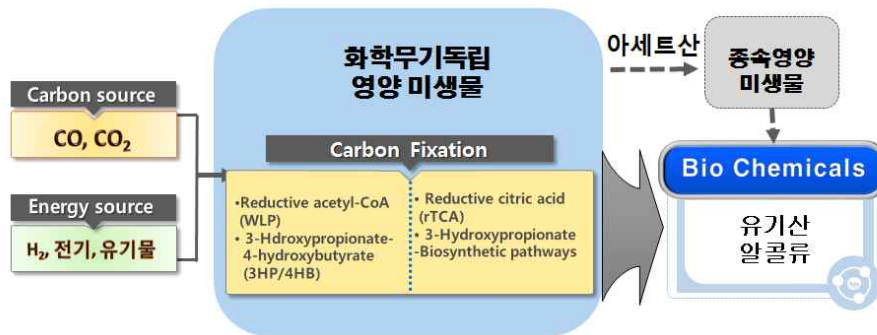 Carbon source
CO, CO₂
Energy source
H₂, 전기, 유기물
화학무기독립
영양 미생물
Carbon Fixation
•Reductive acetyl-CoA
(WLP)
• 3-Hdroxypropionate-
4-hydroxybutyrate
(3HP/4HB)
• Reductive citric acid
(rTCA)
• 3-Hydroxypropionate
-Biosynthetic pathways
아세트산
종속영양
미생물
Bio Chemicals
유기산
알콜류